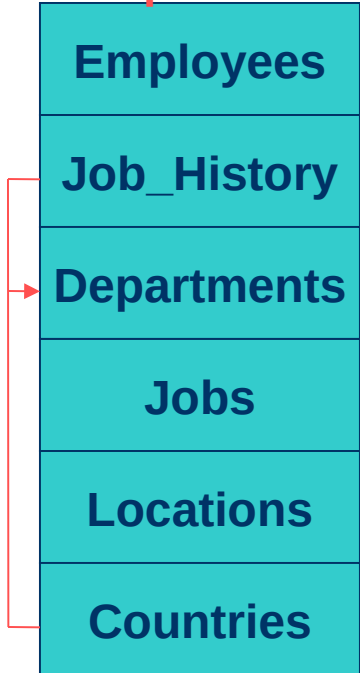 Employees
Job_History
Departments
Jobs
Locations
Countries